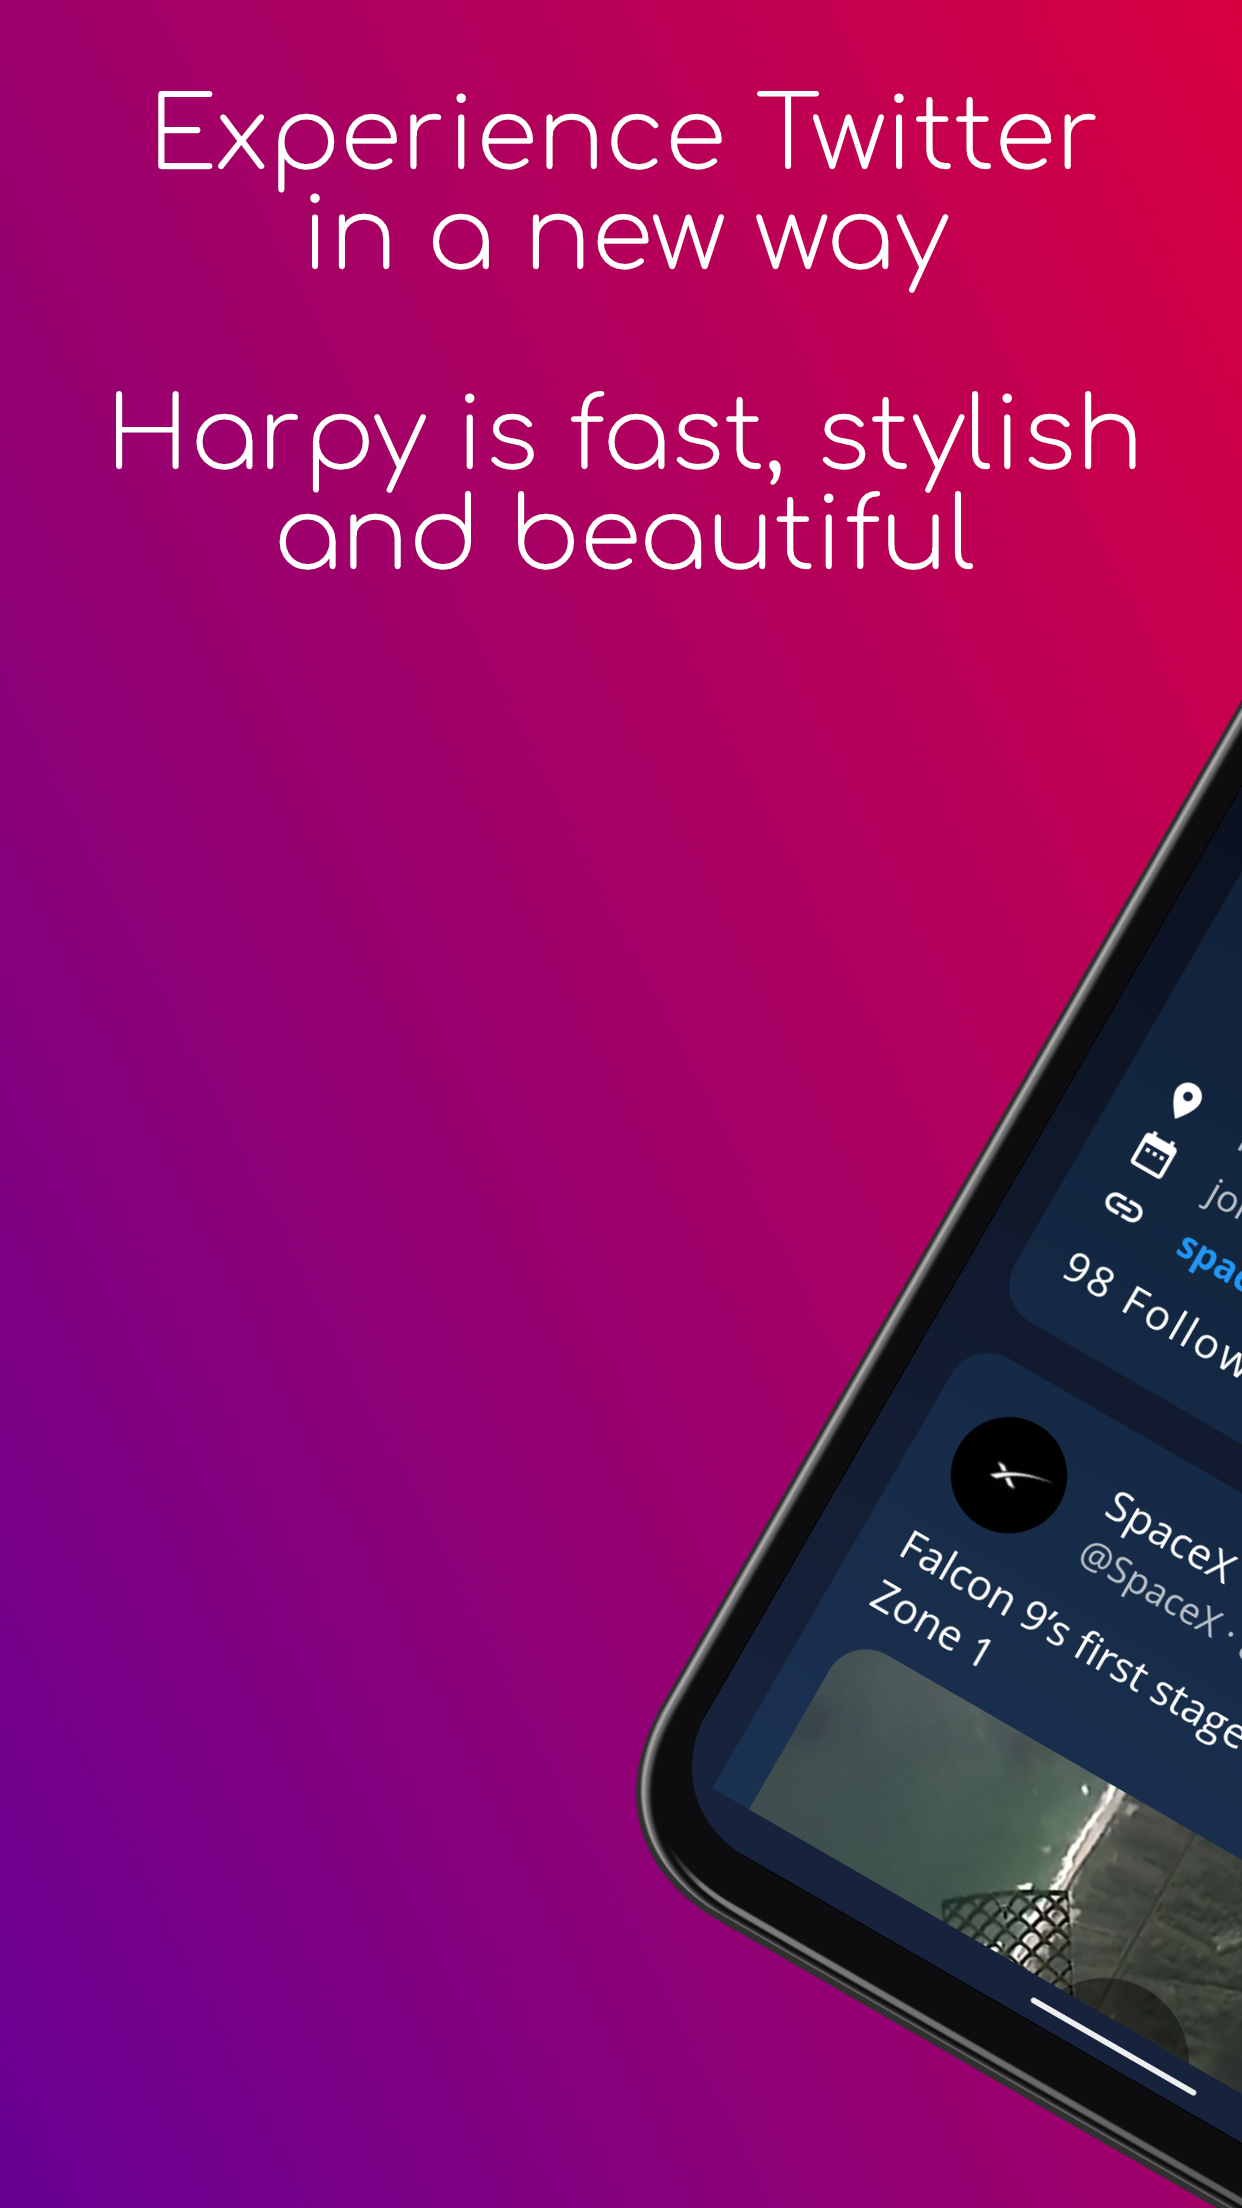 Experience Twitter
in a new way
Harpy is fast, stylish
and beautiful
98
SpaceX
@SpaceX ·
Falcon 9's first stage
Zone 1